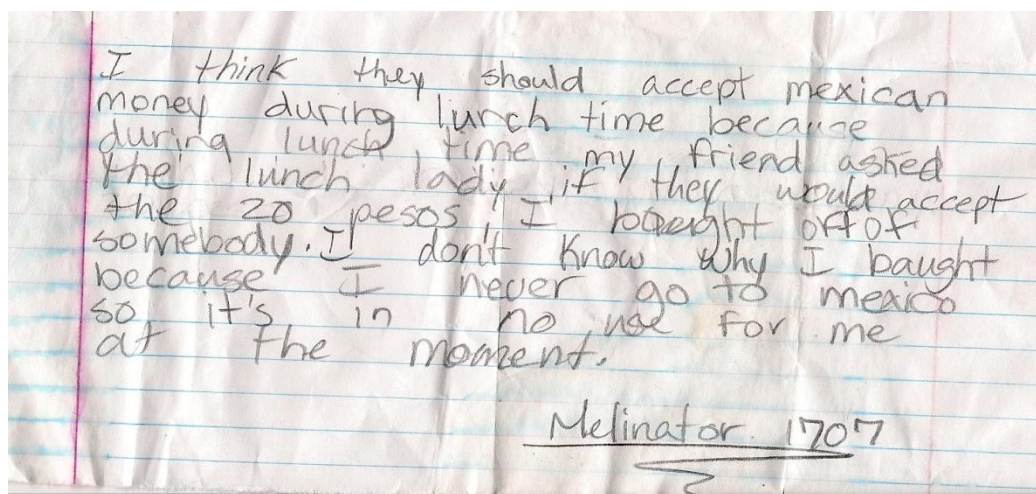 I think they should accept mexican
money during lunch time because
during lunch time my friend asked
the lunch lady if they would accept
the 20 pesos I bought off of
somebody. I don't know why I baught
because I never go to mexico
so it's in no use for me
at the moment.
Melinator 1707